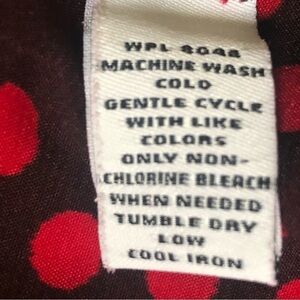 WPL 8048
MACHINE WASH
COLD
GENTLE CYCLE
WITH LIKE
COLORS
ONLY NON-
CHLORINE BLEACH
WHEN NEEDED
TUMBLE DRY
LOW
COOL IRON